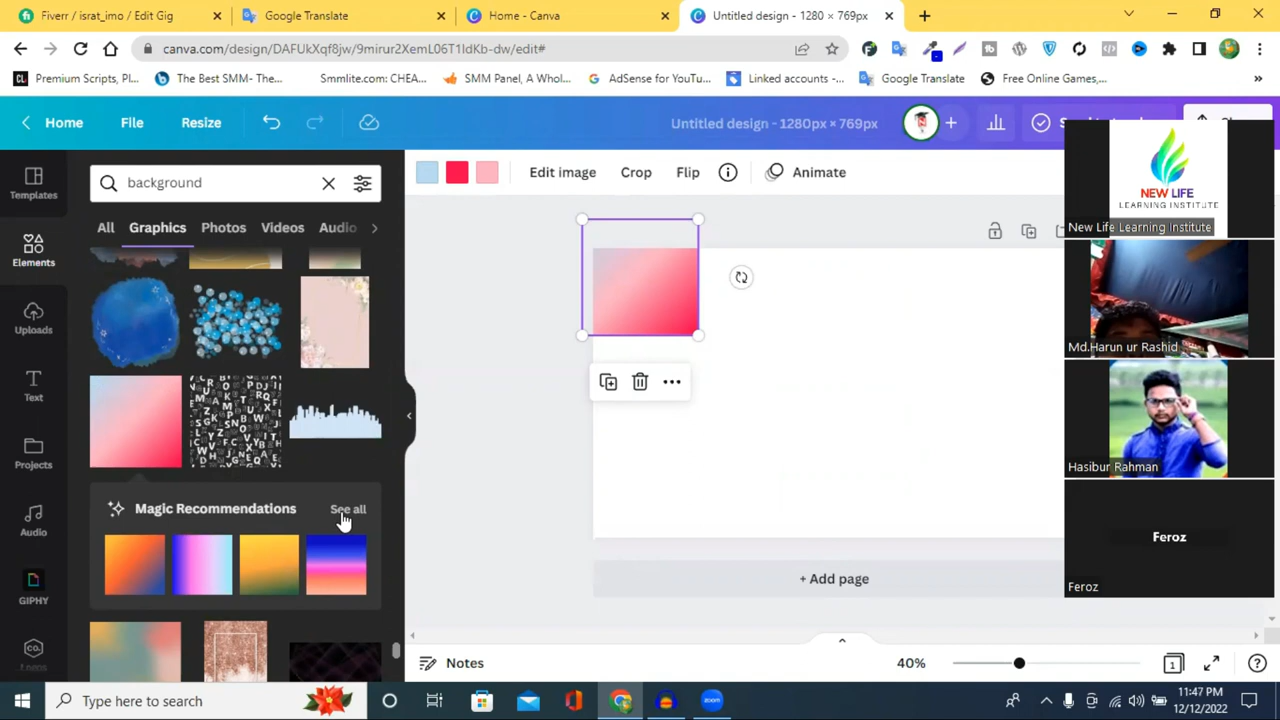 Fiverr / israt_imo / Edit Gig
Google Translate
Home - Canva
Untitled design - 1280 × 769px
canva.com/design/DAFUkXqf8jw/9mirur2XemL06T1IdKb-dw/edit#
Premium Scripts, Pl...
The Best SMM- The...
Smmlite.com: CHEA...
SMM Panel, A Whol...
AdSense for YouTu...
Linked accounts -...
Google Translate
Free Online Games,...
Home
File
Resize
Untitled design - 1280px × 769px
Templates
Elements
Uploads
Text
Projects
Audio
GIPHY
background
All
Graphics
Photos
Videos
Audio
Magic Recommendations
See all
Edit image
Crop
Flip
Animate
+ Add page
Notes
40%
1
NEW LIFE
LEARNING INSTITUTE
New Life Learning Institute
Md.Harun ur Rashid
Hasibur Rahman
Feroz
Feroz
Type here to search
zoom
11:47 PM
12/12/2022